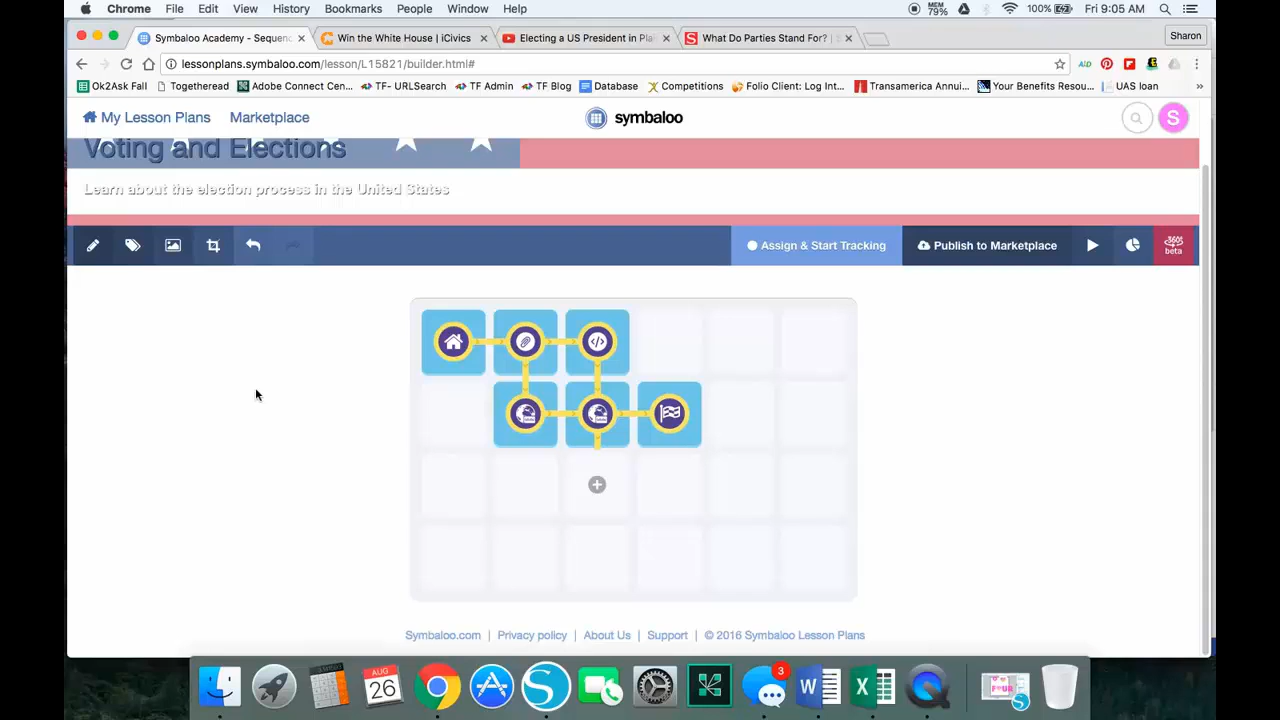 Chrome File Edit View History Bookmarks People Window Help MEM 79% 100% Fri 9:05 AM
Symbaloo Academy - Sequenc × Win the White House | iCivics × Electing a US President in Pla × What Do Parties Stand For? | S × Sharon
lessonplans.symbaloo.com/lesson/L15821/builder.html#
Ok2Ask Fall Togetheread Adobe Connect Cen... TF- URLSearch TF Admin TF Blog Database Competitions Folio Client: Log Int... Transamerica Annui... Your Benefits Resou... UAS loan »
My Lesson Plans Marketplace symbaloo S
Voting and Elections
Learn about the election process in the United States
Assign & Start Tracking Publish to Marketplace 360 beta
Symbaloo.com | Privacy policy | About Us | Support | © 2016 Symbaloo Lesson Plans
AUG
26
3